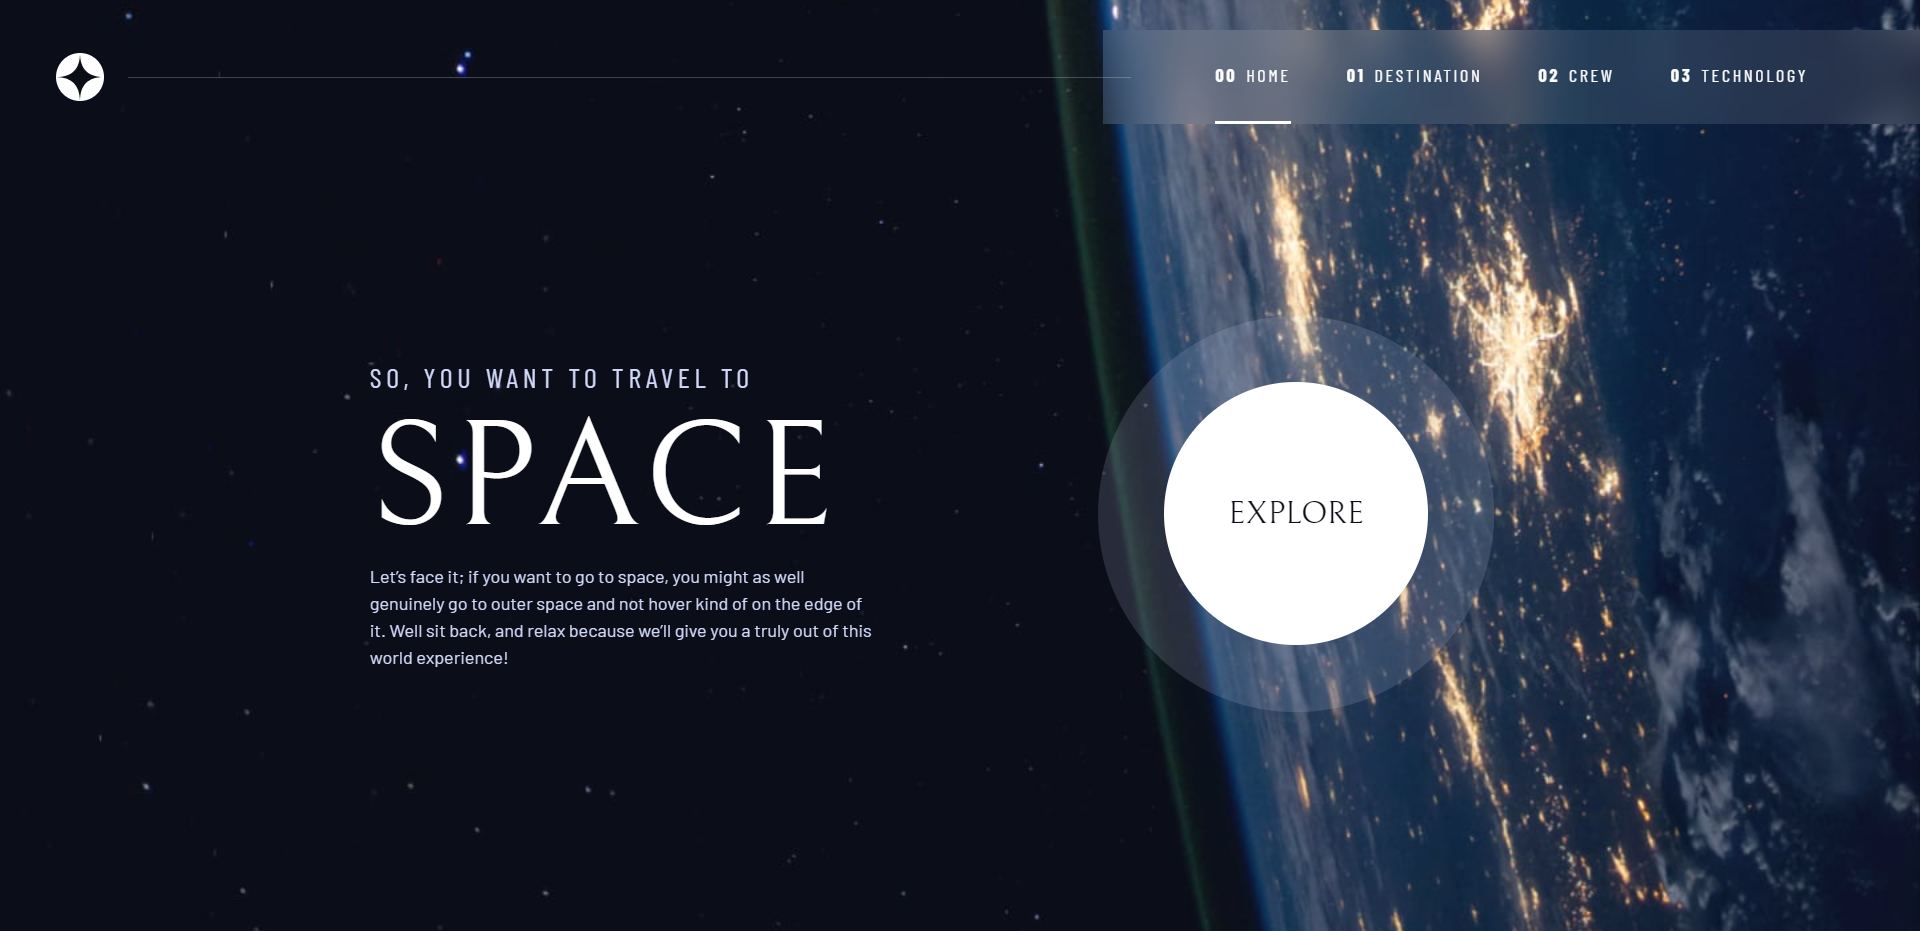 00 HOME 01 DESTINATION 02 CREW 03 TECHNOLOGY
SO, YOU WANT TO TRAVEL TO
SPACE
Let’s face it; if you want to go to space, you might as well
genuinely go to outer space and not hover kind of on the edge of
it. Well sit back, and relax because we’ll give you a truly out of this
world experience!
EXPLORE